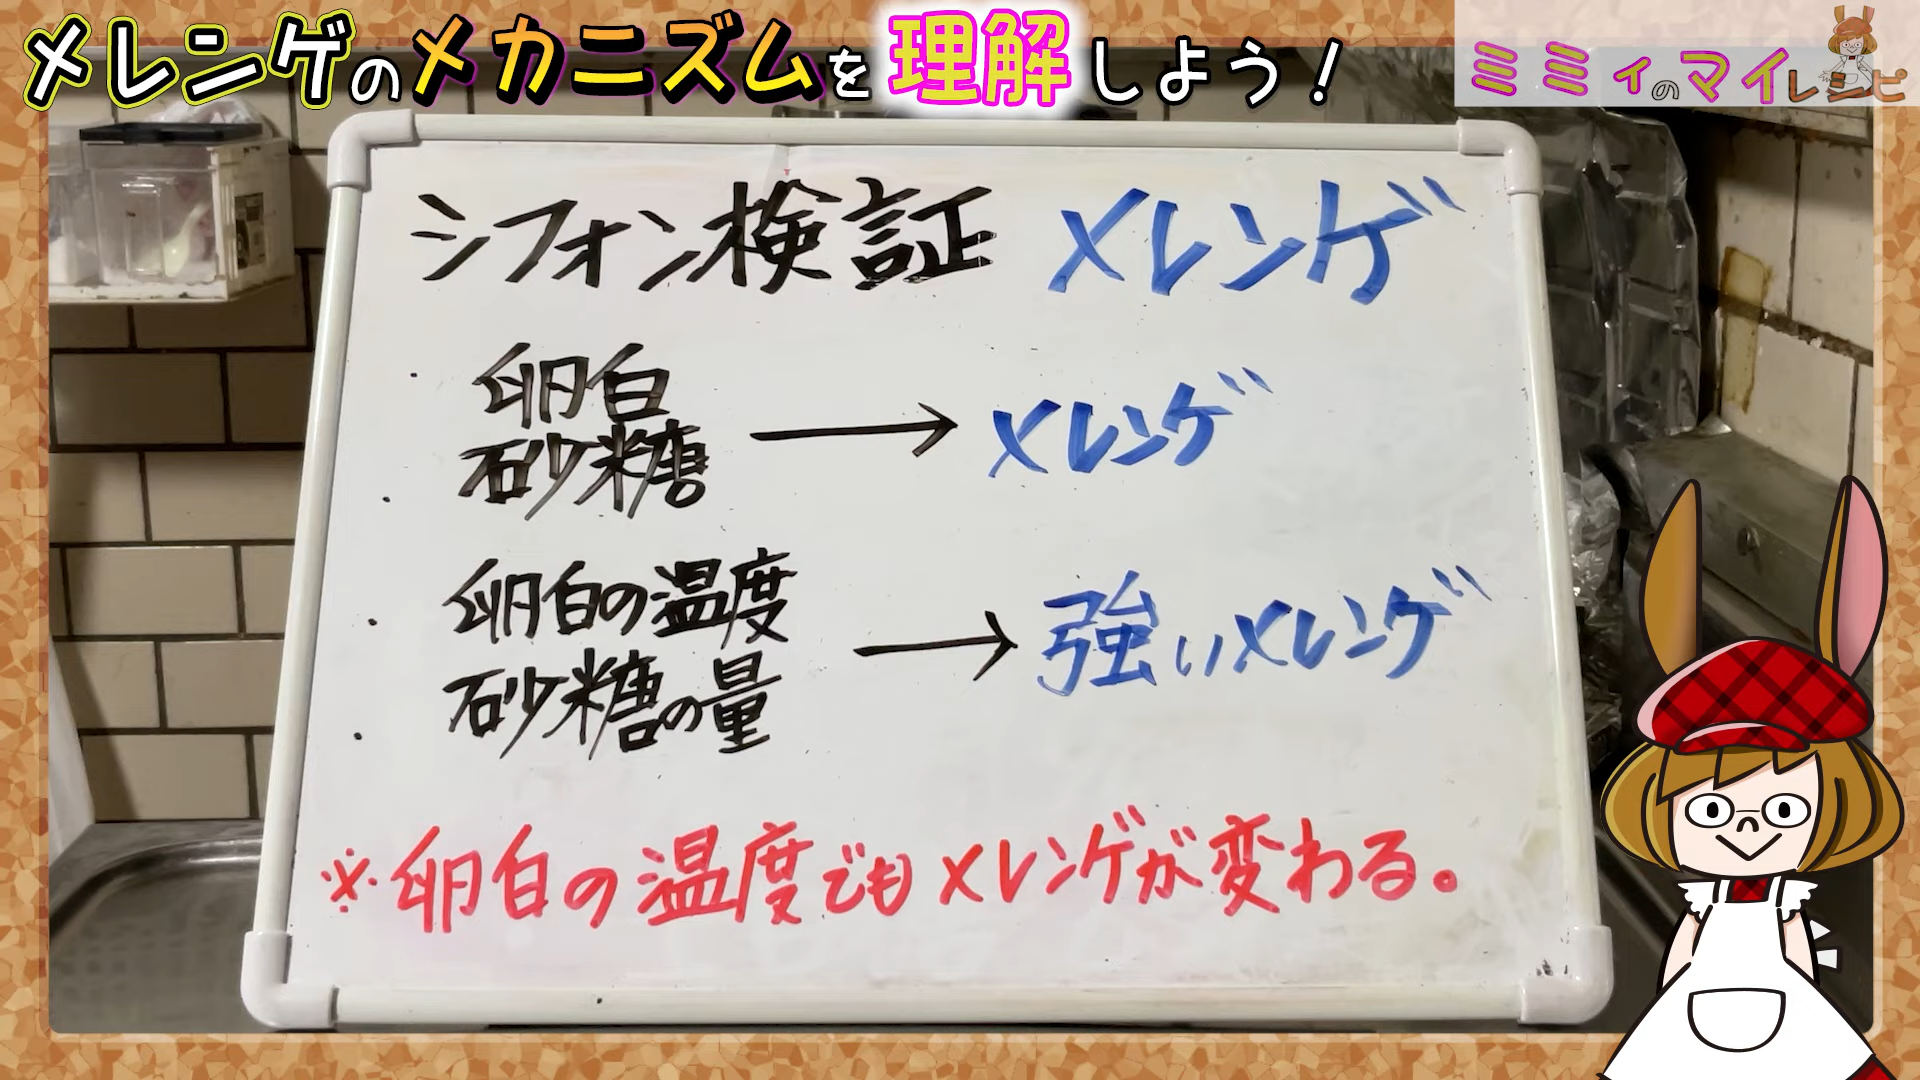 メレンゲのメカニズムを理解しよう！
ミミィのマイレシピ
シフォン検証 メレンゲ
卵白
砂糖 → メレンゲ
卵白の温度
砂糖の量 → 強いメレンゲ
※卵白の温度でもメレンゲが変わる。